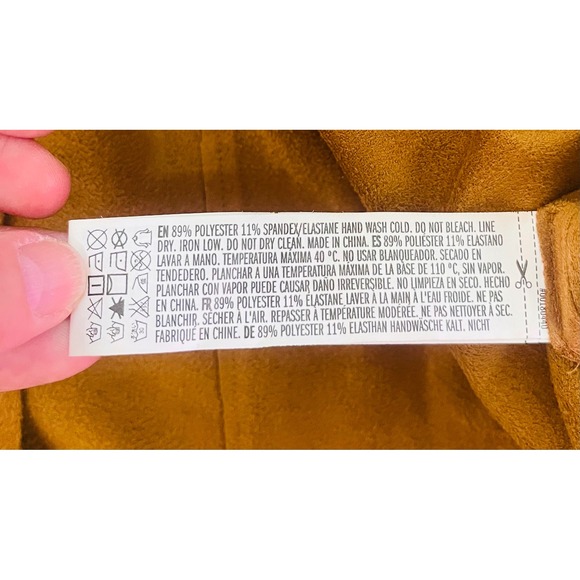 EN 89% POLYESTER 11% SPANDEX/ELASTANE HAND WASH COLD. DO NOT BLEACH. LINE
DRY. IRON LOW. DO NOT DRY CLEAN. MADE IN CHINA. ES 89% POLIÉSTER 11% ELASTANO
LAVAR A MANO. TEMPERATURA MÁXIMA 40 °C. NO USAR BLANQUEADOR. SECADO EN
TENDEDERO. PLANCHAR A UNA TEMPERATURA MÁXIMA DE LA BASE DE 110 °C, SIN VAPOR.
PLANCHAR CON VAPOR PUEDE CAUSAR DAÑO IRREVERSIBLE. NO LIMPIEZA EN SECO. HECHO
EN CHINA. FR 89% POLYESTER 11% ÉLASTANE LAVER À LA MAIN À L'EAU FROIDE. NE PAS
BLANCHIR. SÉCHER À L'AIR. REPASSER À TEMPÉRATURE MODÉRÉE. NE PAS NETTOYER À SEC.
FABRIQUÉ EN CHINE. DE 89% POLYESTER 11% ELASTHAN HANDWÄSCHE KALT. NICHT